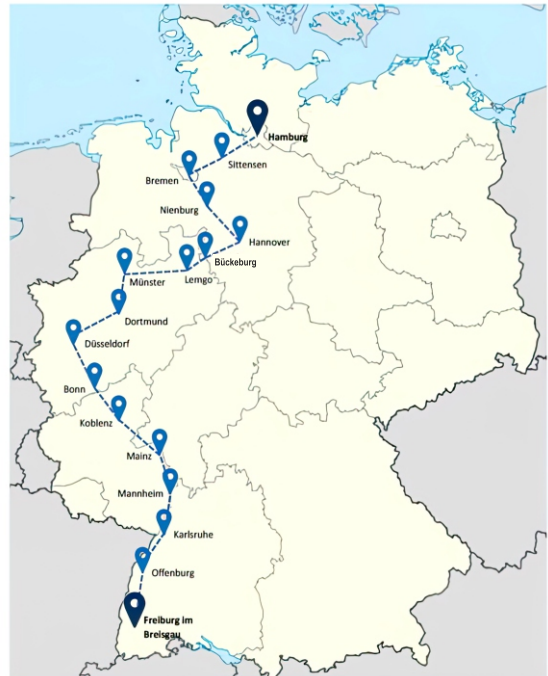 Hamburg
Sittensen
Bremen
Nienburg
Hannover
Bückeburg
Lemgo
Münster
Dortmund
Düsseldorf
Bonn
Koblenz
Mainz
Mannheim
Karlsruhe
Offenburg
Freiburg im
Breisgau